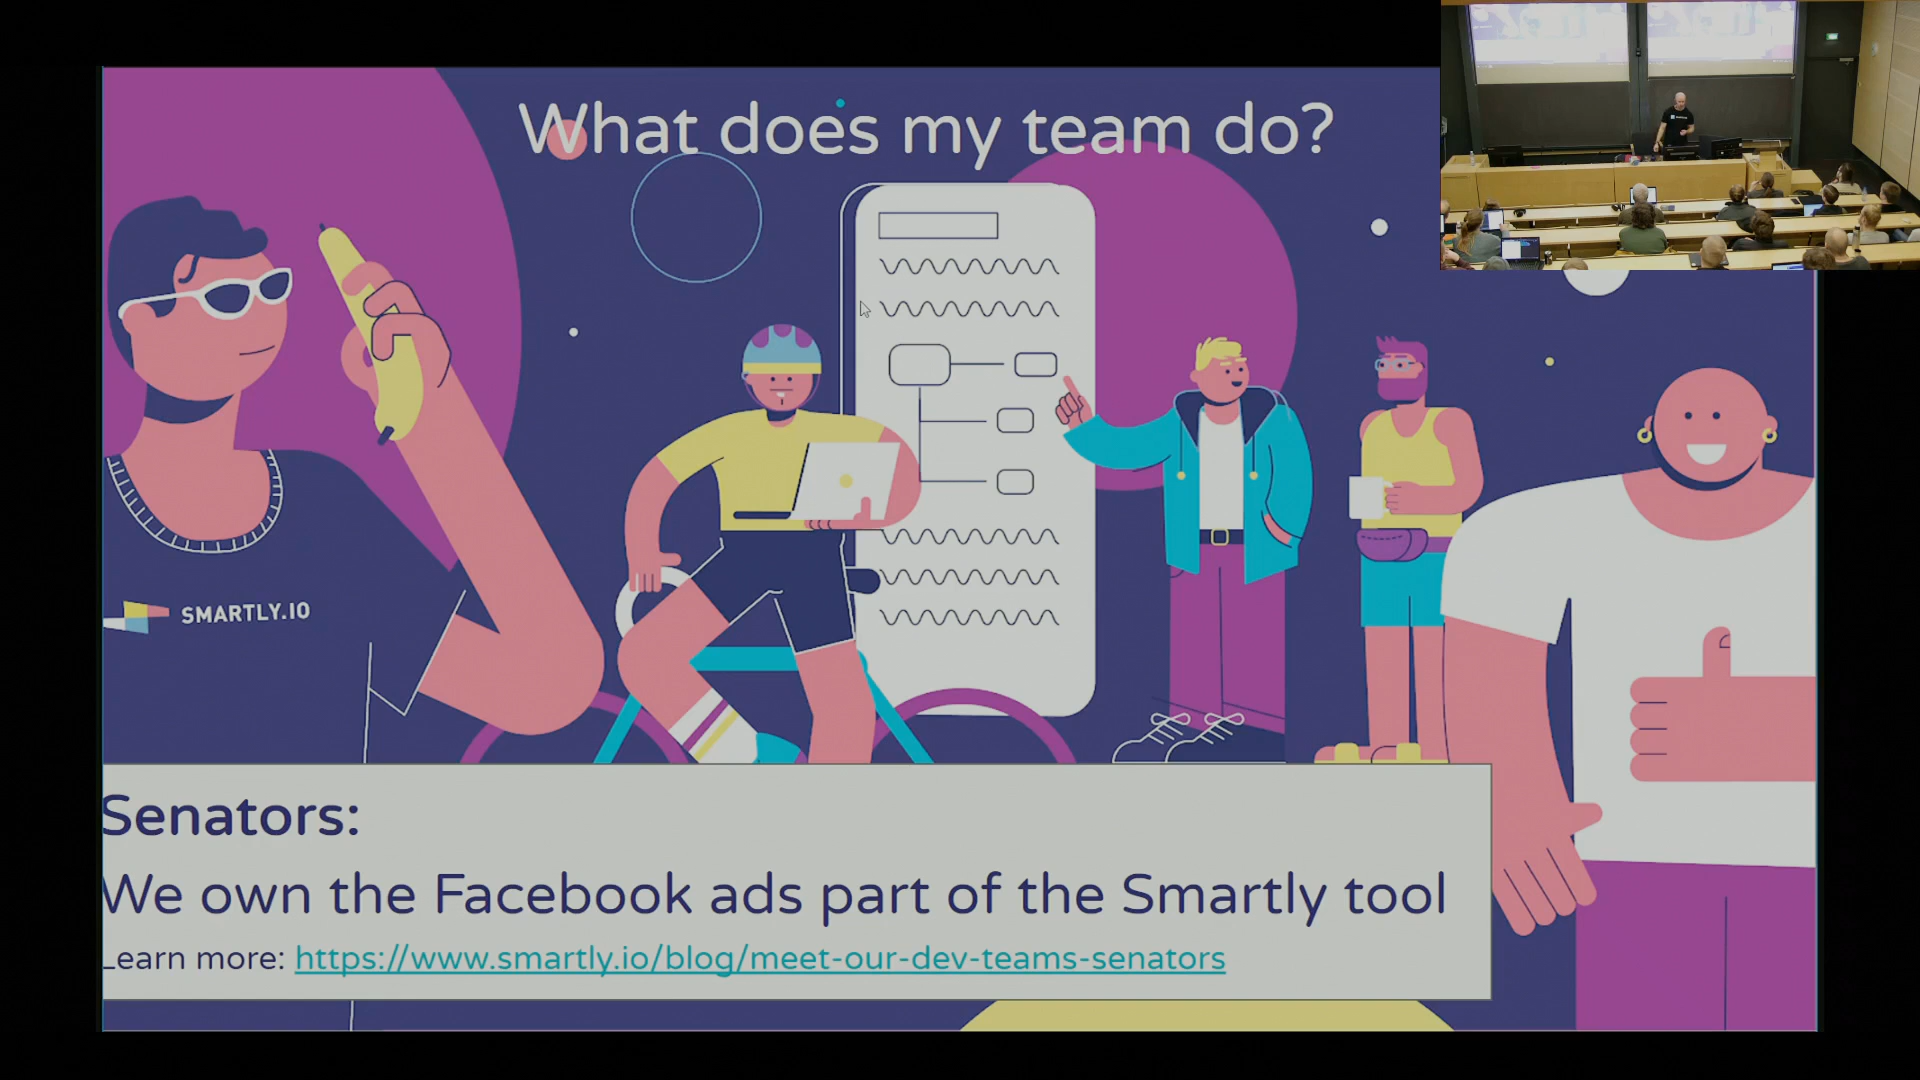 What does my team do?
SMARTLY.IO
Senators:
We own the Facebook ads part of the Smartly tool
Learn more: https://www.smartly.io/blog/meet-our-dev-teams-senators